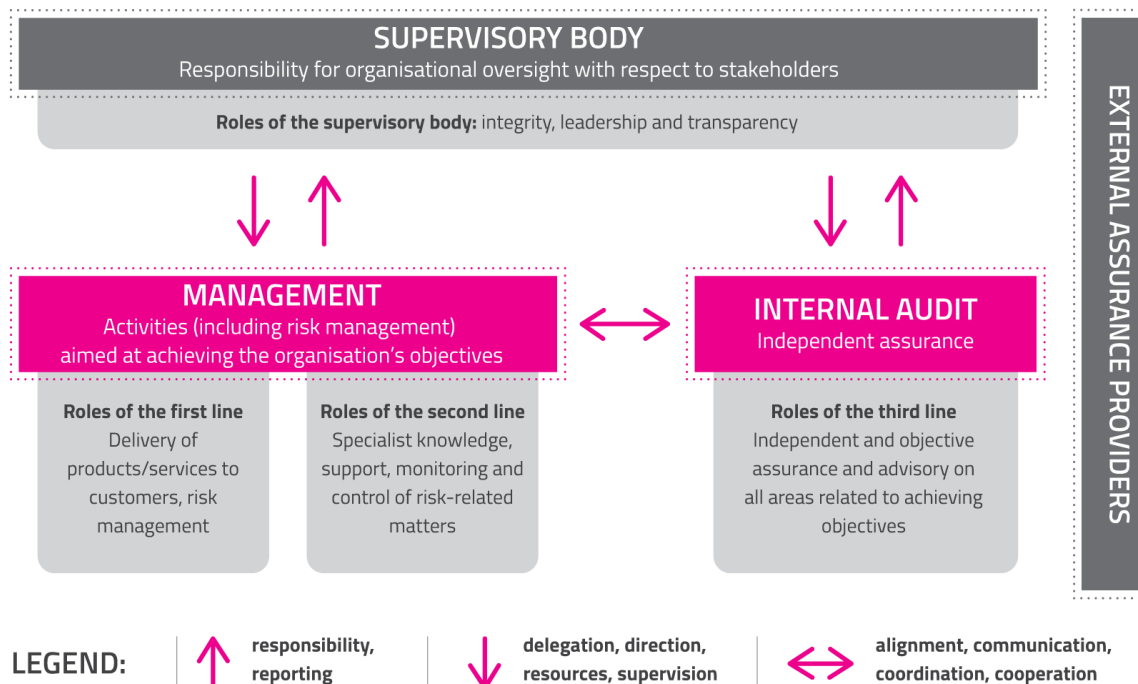 SUPERVISORY BODY
Responsibility for organisational oversight with respect to stakeholders
Roles of the supervisory body: integrity, leadership and transparency
EXTERNAL ASSURANCE PROVIDERS
MANAGEMENT
Activities (including risk management)
aimed at achieving the organisation's objectives
INTERNAL AUDIT
Independent assurance
Roles of the first line
Delivery of
products/services to
customers, risk
management
Roles of the second line
Specialist knowledge,
support, monitoring and
control of risk-related
matters
Roles of the third line
Independent and objective
assurance and advisory on
all areas related to achieving
objectives
LEGEND:
responsibility,
reporting
delegation, direction,
resources, supervision
alignment, communication,
coordination, cooperation